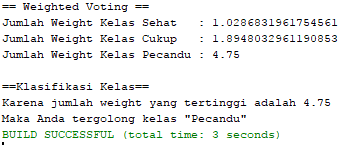 == Weighted Voting ==
Jumlah Weight Kelas Sehat : 1.0286831961754561
Jumlah Weight Kelas Cukup : 1.8948032961190853
Jumlah Weight Kelas Pecandu : 4.75
==Klasifikasi Kelas==
Karena jumlah weight yang tertinggi adalah 4.75
Maka Anda tergolong kelas "Pecandu"
BUILD SUCCESSFUL (total time: 3 seconds)